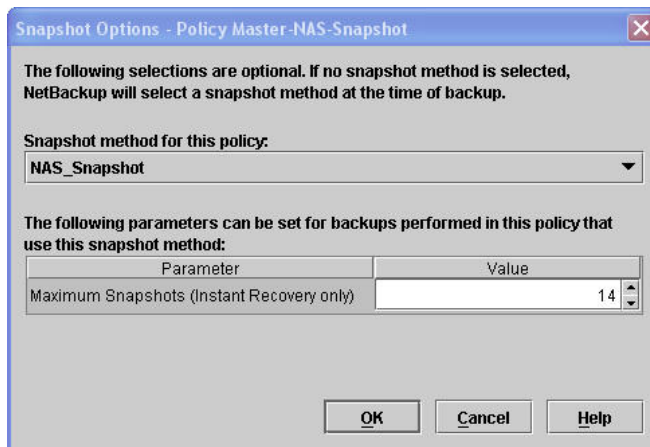 Snapshot Options - Policy Master-NAS-Snapshot
The following selections are optional. If no snapshot method is selected,
NetBackup will select a snapshot method at the time of backup.
Snapshot method for this policy:
NAS_Snapshot
The following parameters can be set for backups performed in this policy that
use this snapshot method:
Parameter Value
Maximum Snapshots (Instant Recovery only) 14
OK Cancel Help